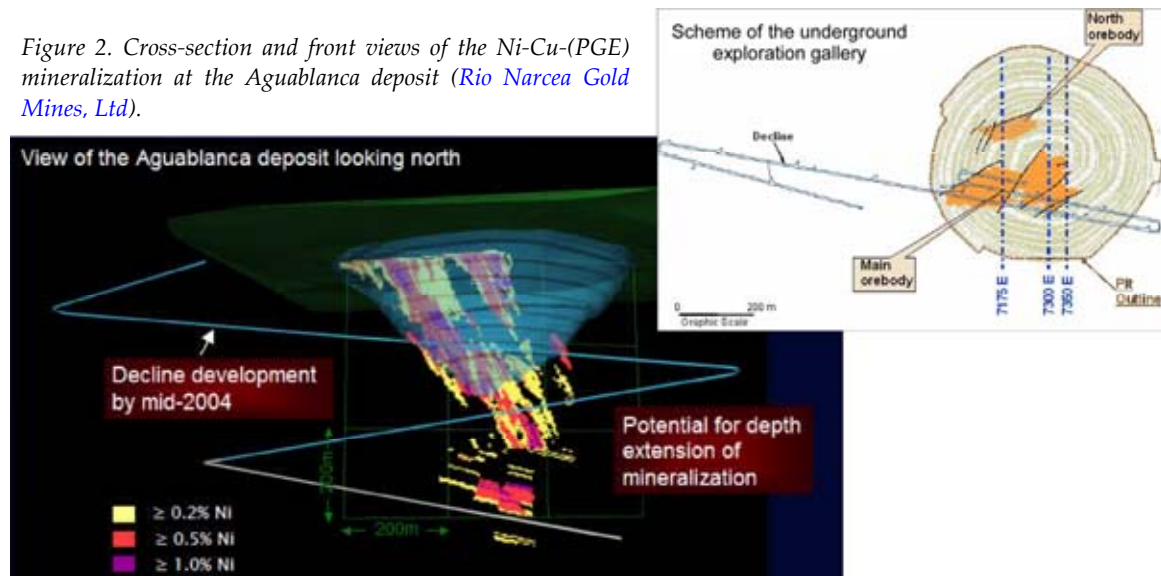 Figure 2. Cross-section and front views of the Ni-Cu-(PGE)
mineralization at the Aguablanca deposit (Rio Narcea Gold
Mines, Ltd).
Scheme of the underground
exploration gallery
North
orebody
Decline
Main
orebody
0 200 m
Graphic Scale
7175 E
7300 E
7350 E
Pit
Outline
View of the Aguablanca deposit looking north
Decline development
by mid-2004
Potential for depth
extension of
mineralization
200m
200m
≥ 0.2% Ni
≥ 0.5% Ni
≥ 1.0% Ni